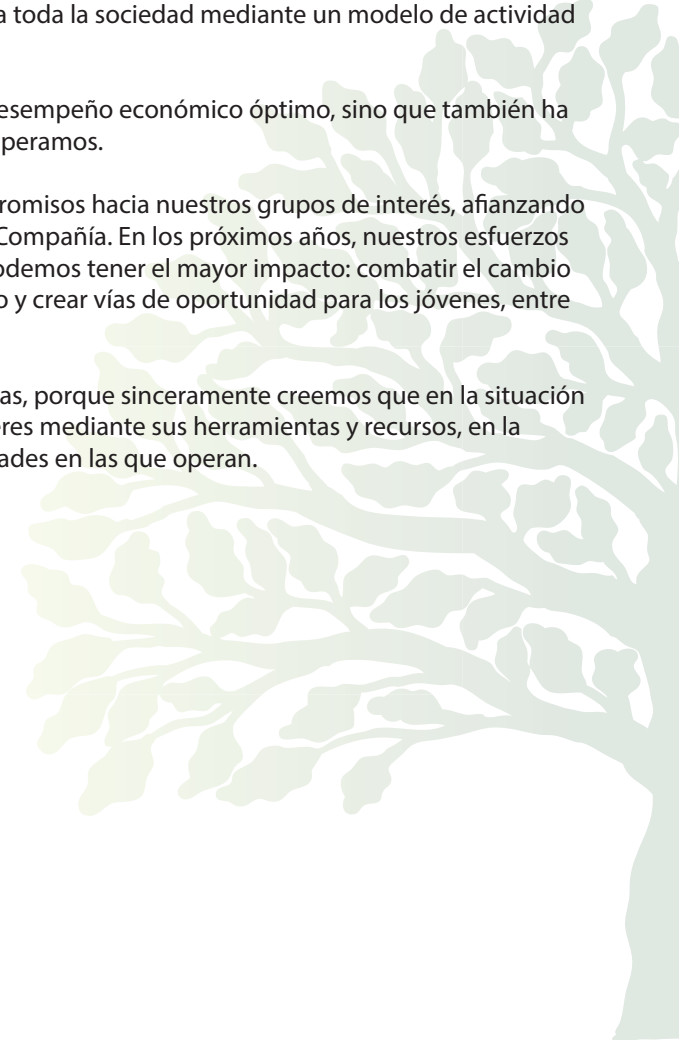 a toda la sociedad mediante un modelo de actividad
esempeño económico óptimo, sino que también ha
peramos.
romisos hacia nuestros grupos de interés, afianzando
Compañía. En los próximos años, nuestros esfuerzos
odemos tener el mayor impacto: combatir el cambio
o y crear vías de oportunidad para los jóvenes, entre
as, porque sinceramente creemos que en la situación
eres mediante sus herramientas y recursos, en la
ades en las que operan.